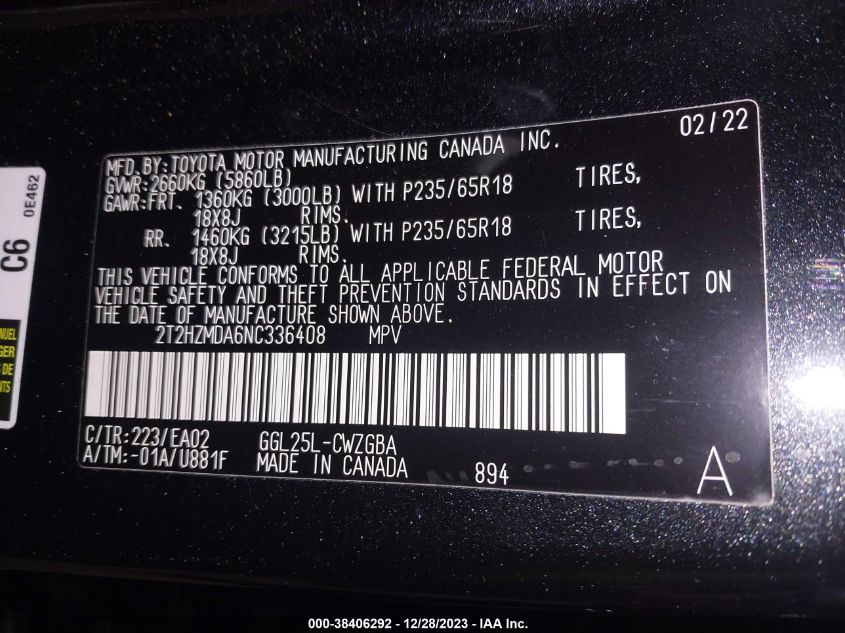 02/22
MFD.BY:TOYOTA MOTOR MANUFACTURING CANADA INC.
GVWR:2660KG (5860LB)
GAWR:FRT. 1360KG (3000LB) WITH P235/65R18 TIRES,
18X8J RIMS.
RR. 1460KG (3215LB) WITH P235/65R18 TIRES,
18X8J RIMS.
THIS VEHICLE CONFORMS TO ALL APPLICABLE FEDERAL MOTOR
VEHICLE SAFETY AND THEFT PREVENTION STANDARDS IN EFFECT ON
THE DATE OF MANUFACTURE SHOWN ABOVE.
2T2HZMDA6NC336408 MPV
C/TR:223/EA02 GGL25L-CWZGBA
A/TM:-01A/U881F MADE IN CANADA 894 A
C6
0E462
000-38406292 - 12/28/2023 - IAA Inc.